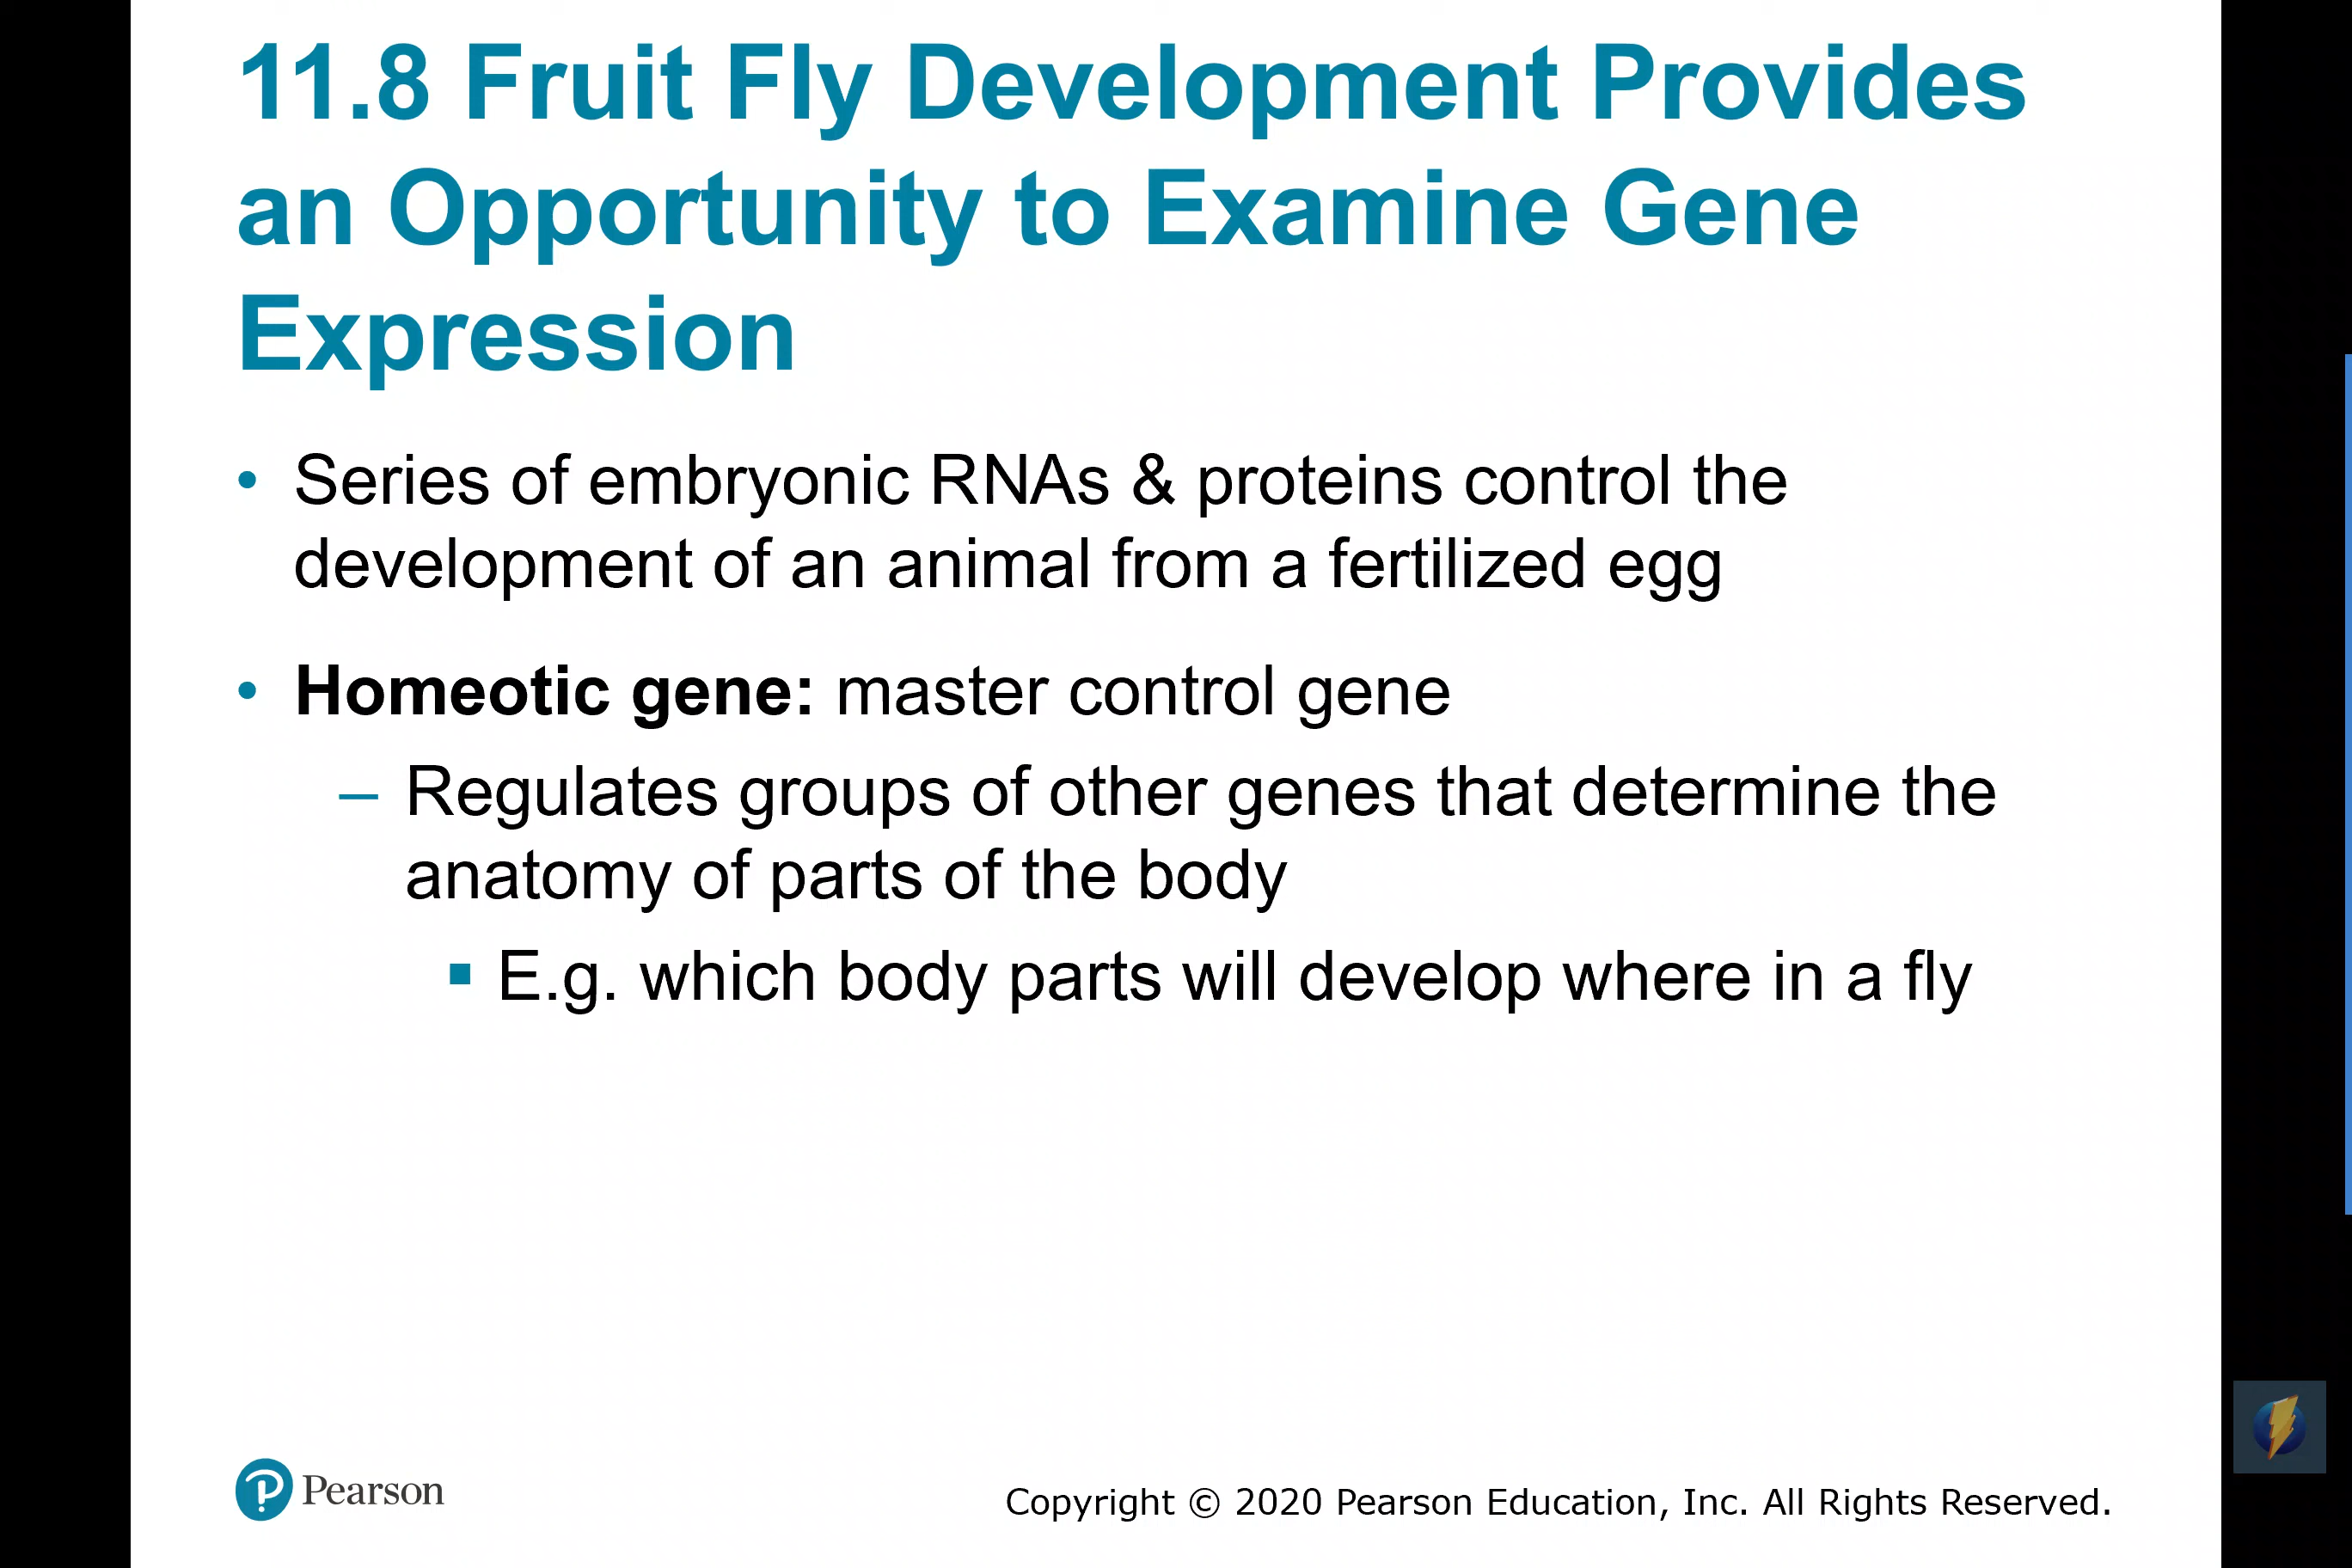 11.8 Fruit Fly Development Provides
an Opportunity to Examine Gene
Expression
• Series of embryonic RNAs & proteins control the
development of an animal from a fertilized egg
• Homeotic gene: master control gene
– Regulates groups of other genes that determine the
anatomy of parts of the body
▪ E.g. which body parts will develop where in a fly
Pearson
Copyright © 2020 Pearson Education, Inc. All Rights Reserved.